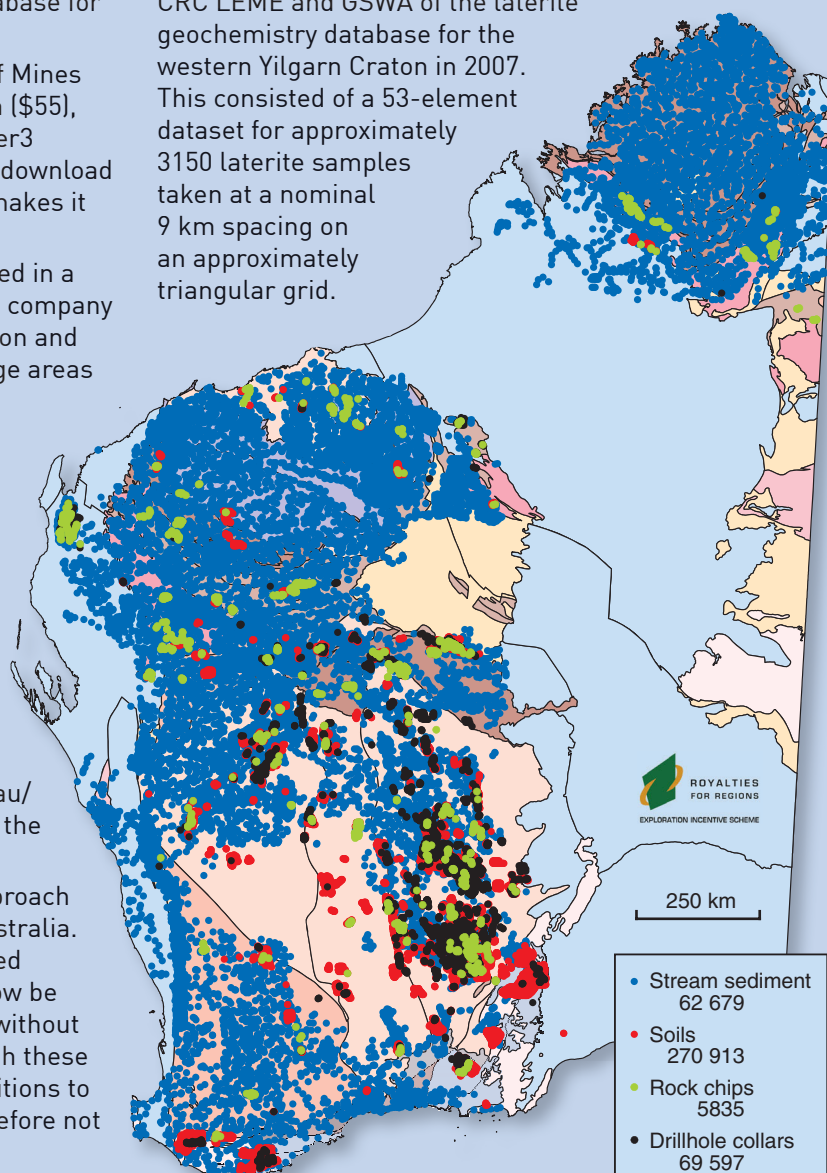 abase for
f Mines
n ($55),
er3
download
makes it
ed in a
company
on and
ge areas
au/
the
proach
stralia.
ed
ow be
without
h these
itions to
efore not
CRC LEME and GSWA of the laterite
geochemistry database for the
western Yilgarn Craton in 2007.
This consisted of a 53-element
dataset for approximately
3150 laterite samples
taken at a nominal
9 km spacing on
an approximately
triangular grid.
ROYALTIES
FOR REGIONS
EXPLORATION INCENTIVE SCHEME
250 km
Stream sediment
62 679
Soils
270 913
Rock chips
5835
Drillhole collars
69 597